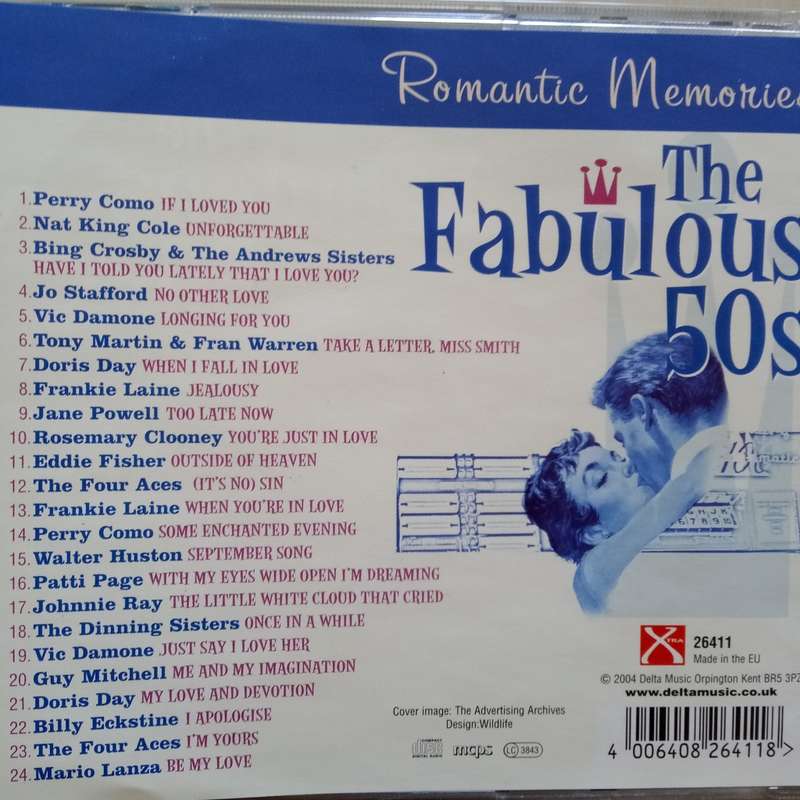 Romantic Memories
The
Fabulous
50s
1. Perry Como IF I LOVED YOU
2. Nat King Cole UNFORGETTABLE
3. Bing Crosby & The Andrews Sisters
HAVE I TOLD YOU LATELY THAT I LOVE YOU?
4. Jo Stafford NO OTHER LOVE
5. Vic Damone LONGING FOR YOU
6. Tony Martin & Fran Warren TAKE A LETTER, MISS SMITH
7. Doris Day WHEN I FALL IN LOVE
8. Frankie Laine JEALOUSY
9. Jane Powell TOO LATE NOW
10. Rosemary Clooney YOU'RE JUST IN LOVE
11. Eddie Fisher OUTSIDE OF HEAVEN
12. The Four Aces (IT'S NO) SIN
13. Frankie Laine WHEN YOU'RE IN LOVE
14. Perry Como SOME ENCHANTED EVENING
15. Walter Huston SEPTEMBER SONG
16. Patti Page WITH MY EYES WIDE OPEN I'M DREAMING
17. Johnnie Ray THE LITTLE WHITE CLOUD THAT CRIED
18. The Dinning Sisters ONCE IN A WHILE
19. Vic Damone JUST SAY I LOVE HER
20. Guy Mitchell ME AND MY IMAGINATION
21. Doris Day MY LOVE AND DEVOTION
22. Billy Eckstine I APOLOGISE
23. The Four Aces I'M YOURS
24. Mario Lanza BE MY LOVE
XTRA
26411
Made in the EU
© 2004 Delta Music Orpington Kent BR5 3PZ
www.deltamusic.co.uk
Cover image: The Advertising Archives
Design:Wildlife
COMPACT
disc
DIGITAL AUDIO
mcps
LC 3843
4 006408 264118 >